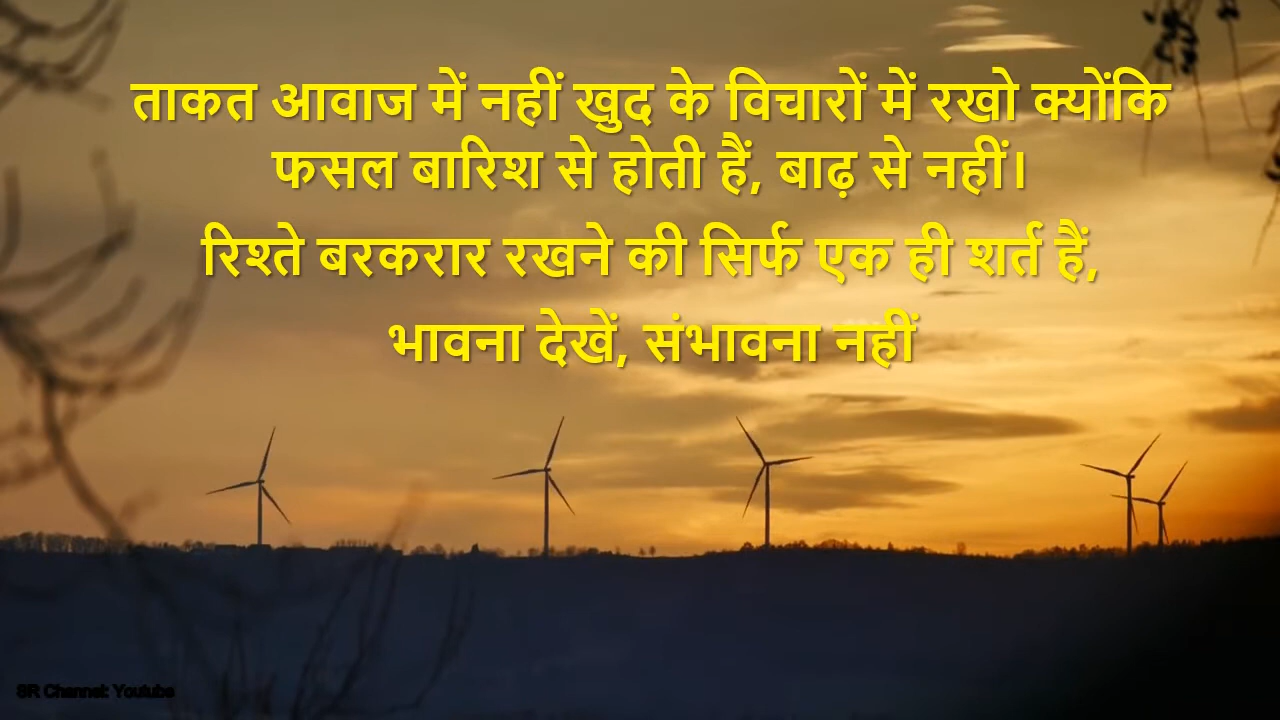 ताकत आवाज में नहीं खुद के विचारों में रखो क्योंकि
फसल बारिश से होती हैं, बाढ़ से नहीं।
रिश्ते बरकरार रखने की सिर्फ एक ही शर्त हैं,
भावना देखें, संभावना नहीं
SR Channel: Youtube